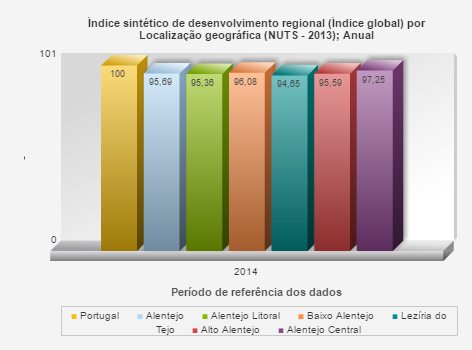 Índice sintético de desenvolvimento regional (Índice global) por
Localização geográfica (NUTS - 2013); Anual
101
100
95,69
95,36
96,08
94,65
95,59
97,25
-
0
2014
Período de referência dos dados
Portugal Alentejo Alentejo Litoral Baixo Alentejo Lezíria do
Tejo Alto Alentejo Alentejo Central